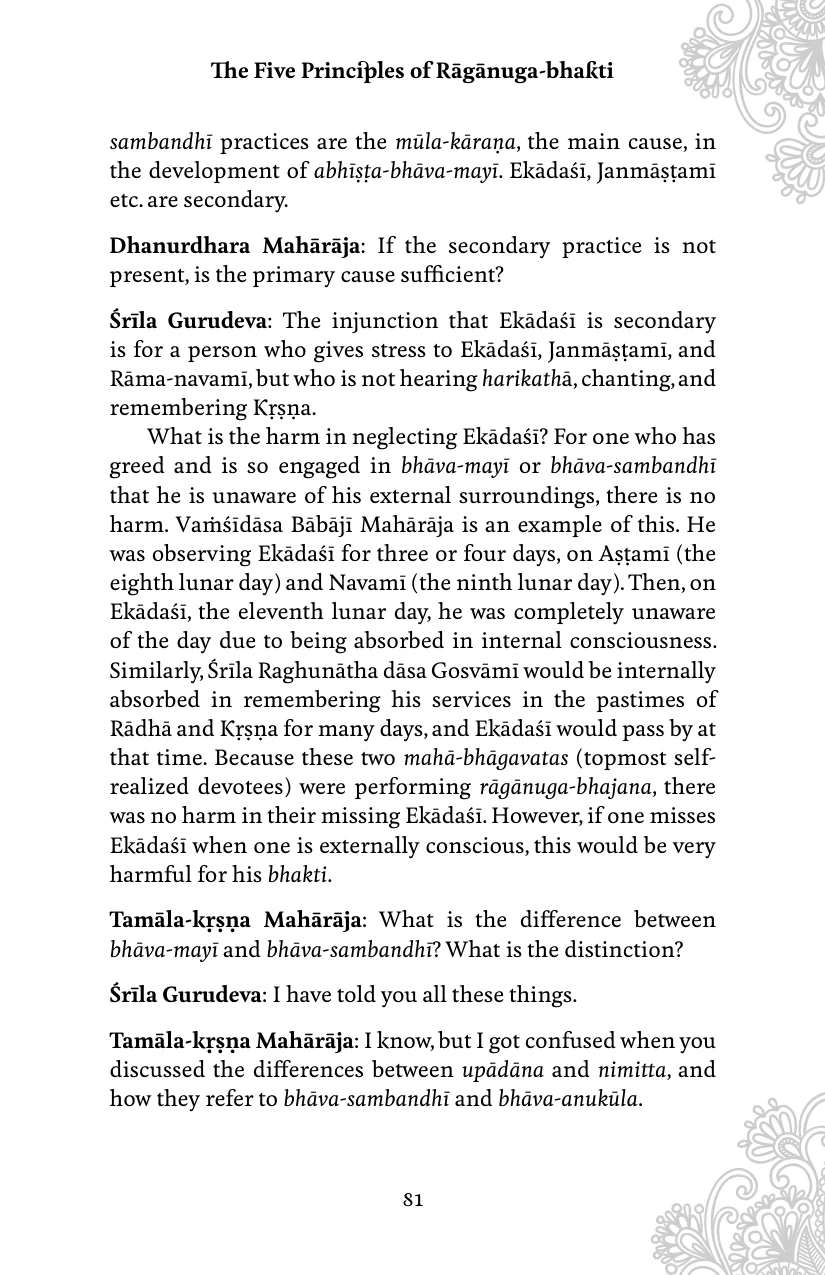 The Five Principles of Rāgānuga-bhakti
sambandhī practices are the mūla-kāraṇa, the main cause, in
the development of abhīṣṭa-bhāva-mayī. Ekādaśī, Janmāṣṭamī
etc. are secondary.
Dhanurdhara Mahārāja: If the secondary practice is not
present, is the primary cause sufficient?
Śrīla Gurudeva: The injunction that Ekādaśī is secondary
is for a person who gives stress to Ekādaśī, Janmāṣṭamī, and
Rāma-navamī, but who is not hearing harikathā, chanting, and
remembering Kṛṣṇa.
What is the harm in neglecting Ekādaśī? For one who has
greed and is so engaged in bhāva-mayī or bhāva-sambandhī
that he is unaware of his external surroundings, there is no
harm. Vaṁśīdāsa Bābājī Mahārāja is an example of this. He
was observing Ekādaśī for three or four days, on Aṣṭamī (the
eighth lunar day) and Navamī (the ninth lunar day). Then, on
Ekādaśī, the eleventh lunar day, he was completely unaware
of the day due to being absorbed in internal consciousness.
Similarly, Śrīla Raghunātha dāsa Gosvāmī would be internally
absorbed in remembering his services in the pastimes of
Rādhā and Kṛṣṇa for many days, and Ekādaśī would pass by at
that time. Because these two mahā-bhāgavatas (topmost self-
realized devotees) were performing rāgānuga-bhajana, there
was no harm in their missing Ekādaśī. However, if one misses
Ekādaśī when one is externally conscious, this would be very
harmful for his bhakti.
Tamāla-kṛṣṇa Mahārāja: What is the difference between
bhāva-mayī and bhāva-sambandhī? What is the distinction?
Śrīla Gurudeva: I have told you all these things.
Tamāla-kṛṣṇa Mahārāja: I know, but I got confused when you
discussed the differences between upādāna and nimitta, and
how they refer to bhāva-sambandhī and bhāva-anukūla.
81